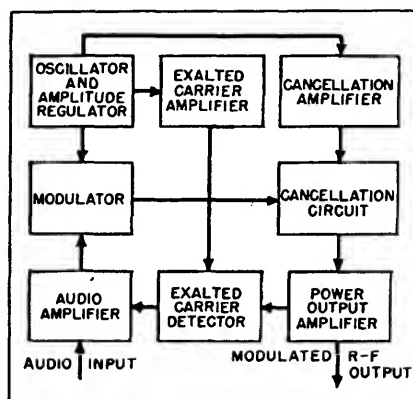 OSCILLATOR
AND
AMPLITUDE
REGULATOR
EXALTED
CARRIER
AMPLIFIER
CANCELLATION
AMPLIFIER
MODULATOR
CANCELLATION
CIRCUIT
AUDIO
AMPLIFIER
EXALTED
CARRIER
DETECTOR
POWER
OUTPUT
AMPLIFIER
AUDIO INPUT
MODULATED R-F
OUTPUT